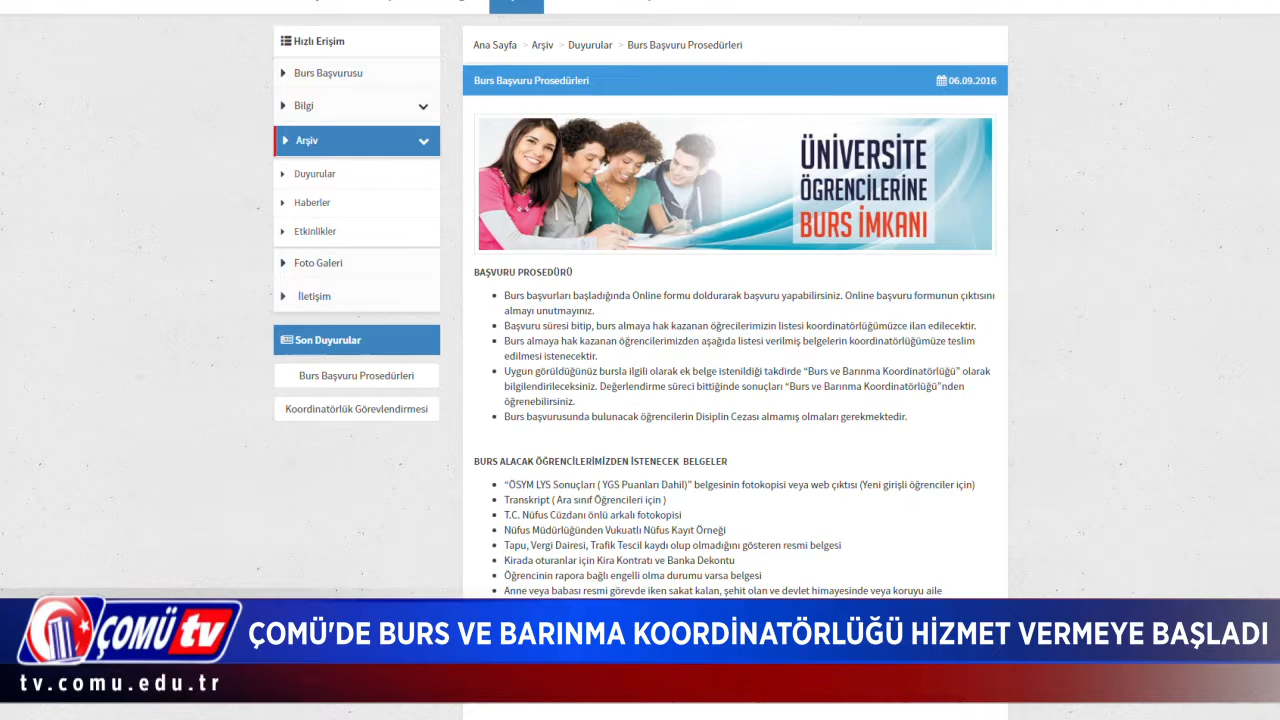 Hızlı Erişim
Burs Başvurusu
Bilgi
Arşiv
Duyurular
Haberler
Etkinlikler
Foto Galeri
İletişim
Son Duyurular
Burs Başvuru Prosedürleri
Koordinatörlük Görevlendirmesi
Ana Sayfa > Arşiv > Duyurular > Burs Başvuru Prosedürleri
Burs Başvuru Prosedürleri 06.09.2016
ÜNİVERSİTE
ÖGRENCİLERİNE
BURS İMKANI
BAŞVURU PROSEDÜRÜ
• Burs başvurları başladığında Online formu doldurarak başvuru yapabilirsiniz. Online başvuru formunun çıktısını
almayı unutmayınız.
• Başvuru süresi bitip, burs almaya hak kazanan öğrecilerimizin listesi koordinatörlüğümüzce ilan edilecektir.
• Burs almaya hak kazanan öğrencilerimizden aşağıda listesi verilmiş belgelerin koordinatörlüğümüze teslim
edilmesi istenecektir.
• Uygun görüldüğünüz bursla ilgili olarak ek belge istenildiği takdirde “Burs ve Barınma Koordinatörlüğü” olarak
bilgilendirileceksiniz. Değerlendirme süreci bittiğinde sonuçları “Burs ve Barınma Koordinatörlüğü”nden
öğrenebilirsiniz.
• Burs başvurusunda bulunacak öğrencilerin Disiplin Cezası almamış olmaları gerekmektedir.
BURS ALACAK ÖĞRENCİLERİMİZDEN İSTENECEK BELGELER
• “ÖSYM LYS Sonuçları ( YGS Puanları Dahil)” belgesinin fotokopisi veya web çıktısı (Yeni girişli öğrenciler için)
• Transkript ( Ara sınıf Öğrencileri için )
• T.C. Nüfus Cüzdanı önlü arkalı fotokopisi
• Nüfus Müdürlüğünden Vukuatlı Nüfus Kayıt Örneği
• Tapu, Vergi Dairesi, Trafik Tescil kaydı olup olmadığını gösteren resmi belgesi
• Kirada oturanlar için Kira Kontratı ve Banka Dekontu
• Öğrencinin rapora bağlı engelli olma durumu varsa belgesi
• Anne veya babası resmi görevde iken sakat kalan, şehit olan ve devlet himayesinde veya koruyu aile
ÇOMÜ tv
ÇOMÜ'DE BURS VE BARINMA KOORDİNATÖRLÜĞÜ HİZMET VERMEYE BAŞLADI
tv.comu.edu.tr